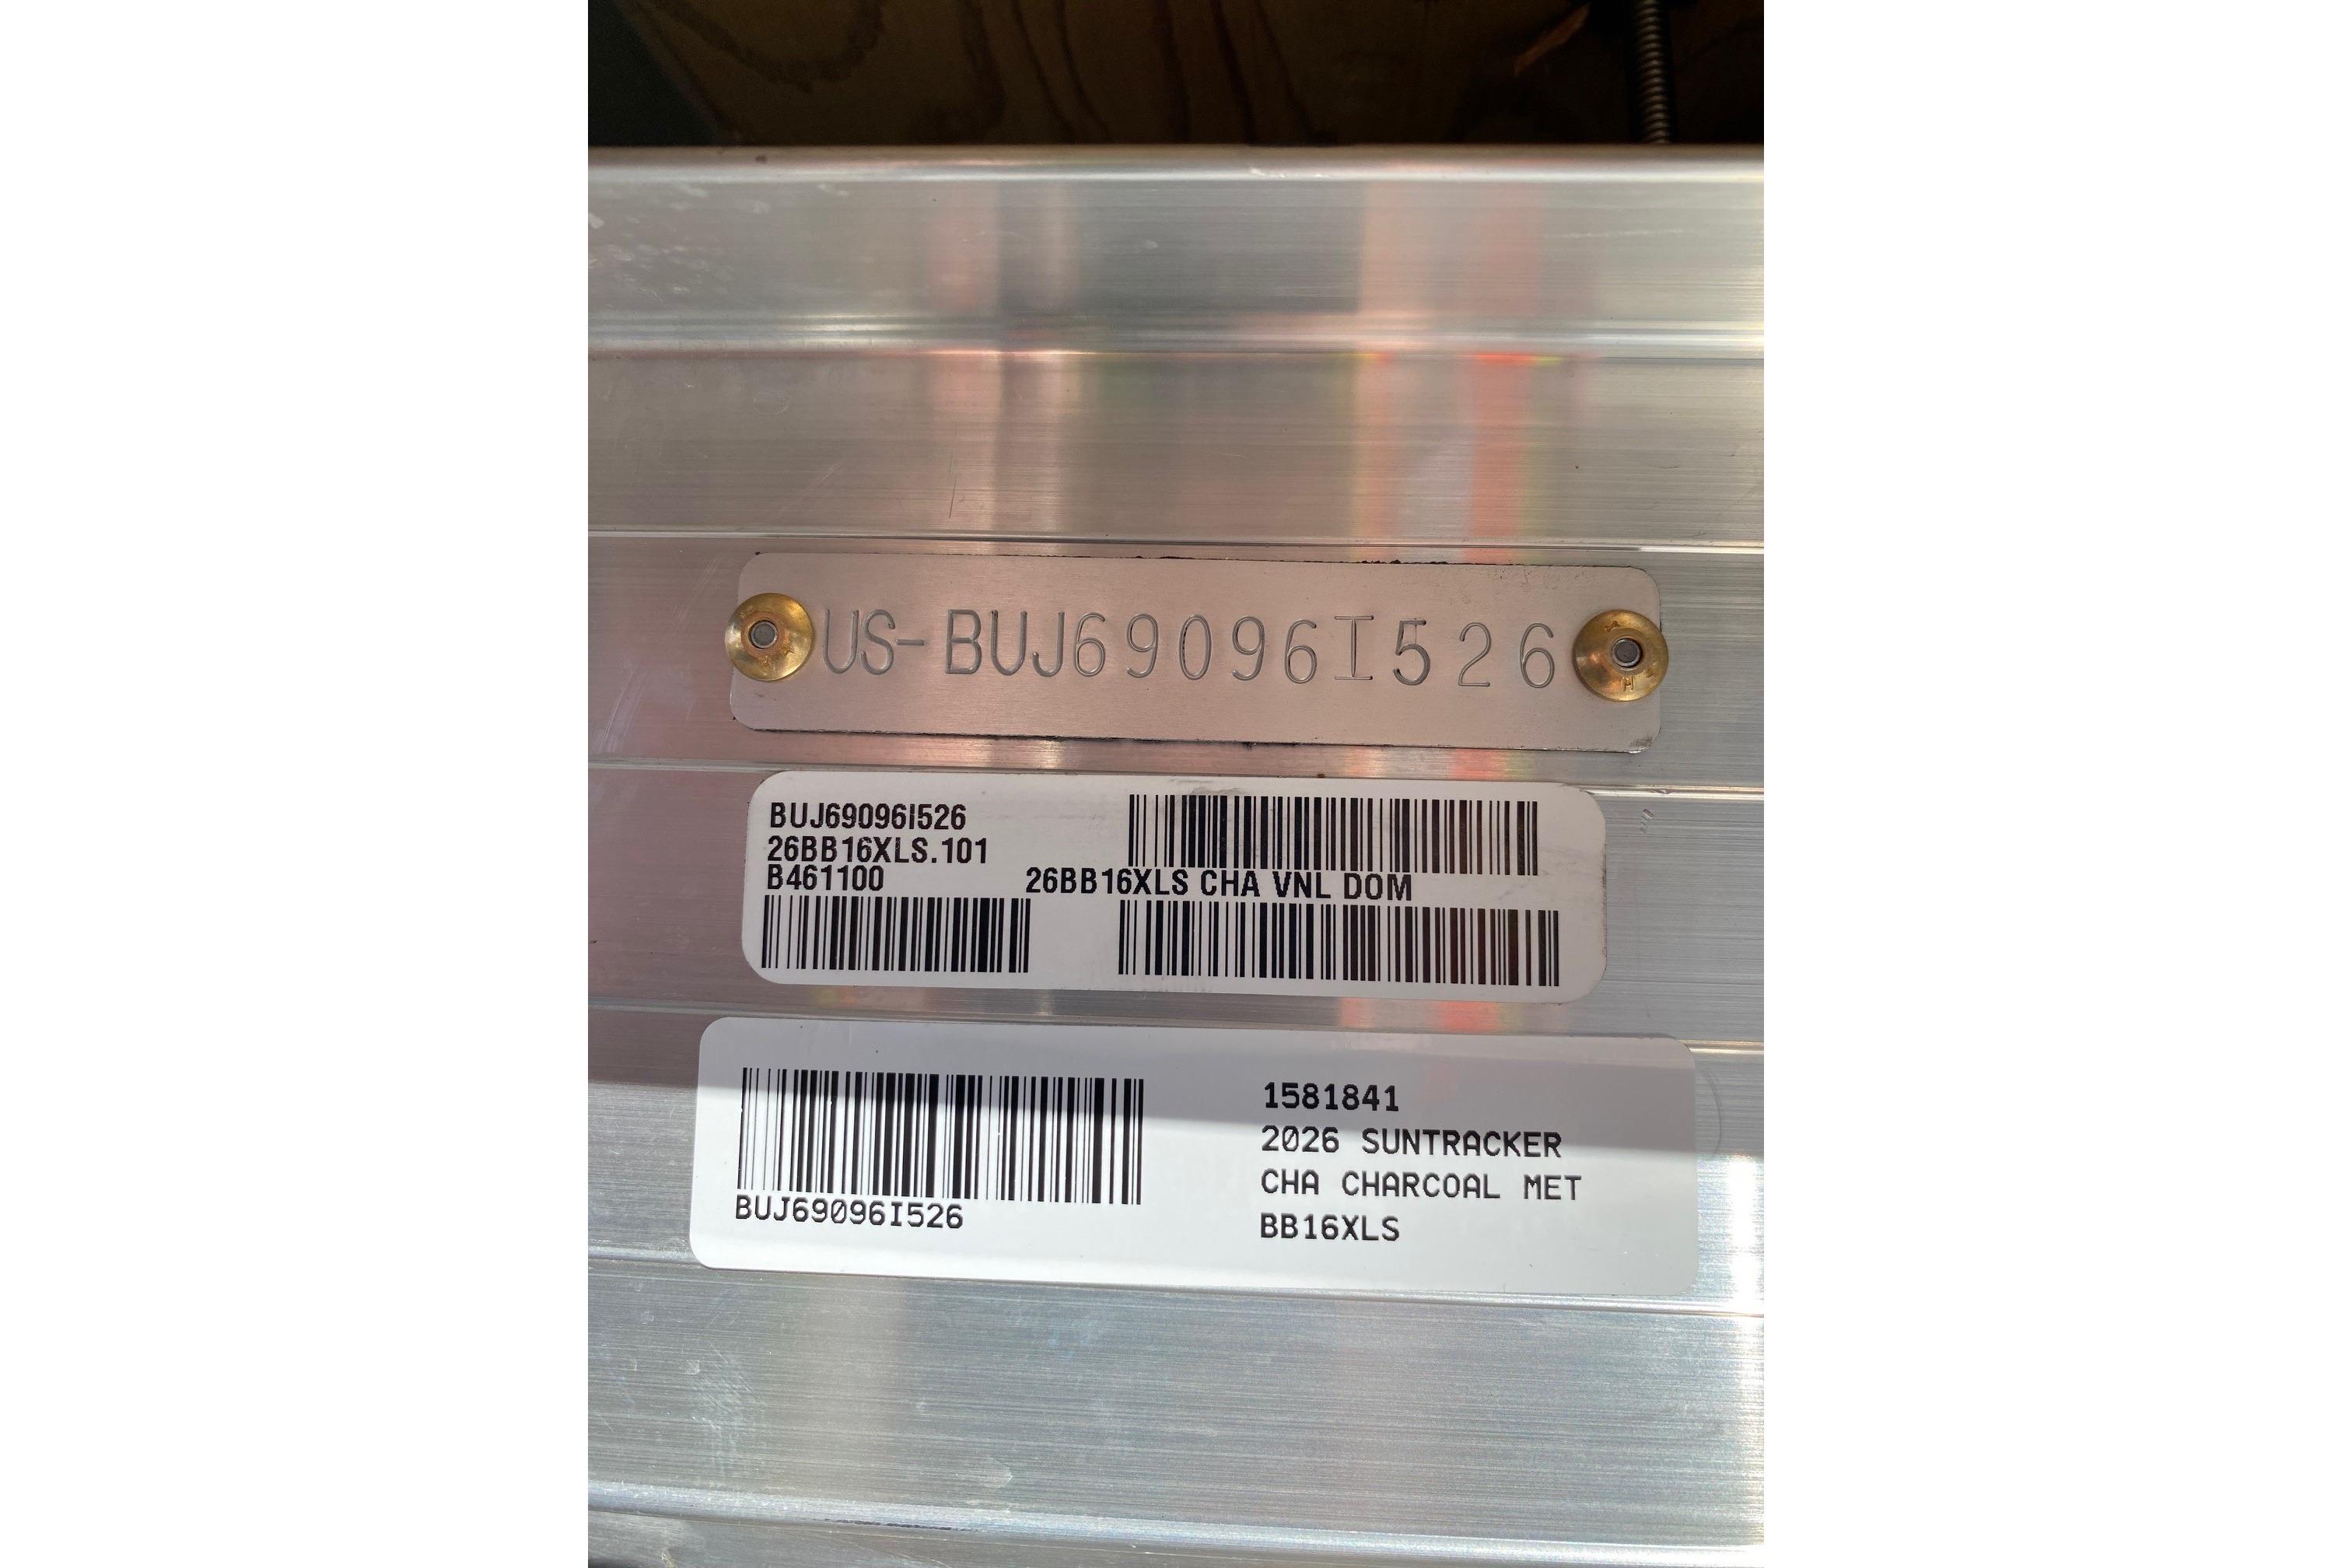 US-BUJ69096I526
BUJ69096I526
26BB16XLS.101
B461100 26BB16XLS CHA VNL DOM
1581841
2026 SUNTRACKER
CHA CHARCOAL MET
BUJ69096I526 BB16XLS